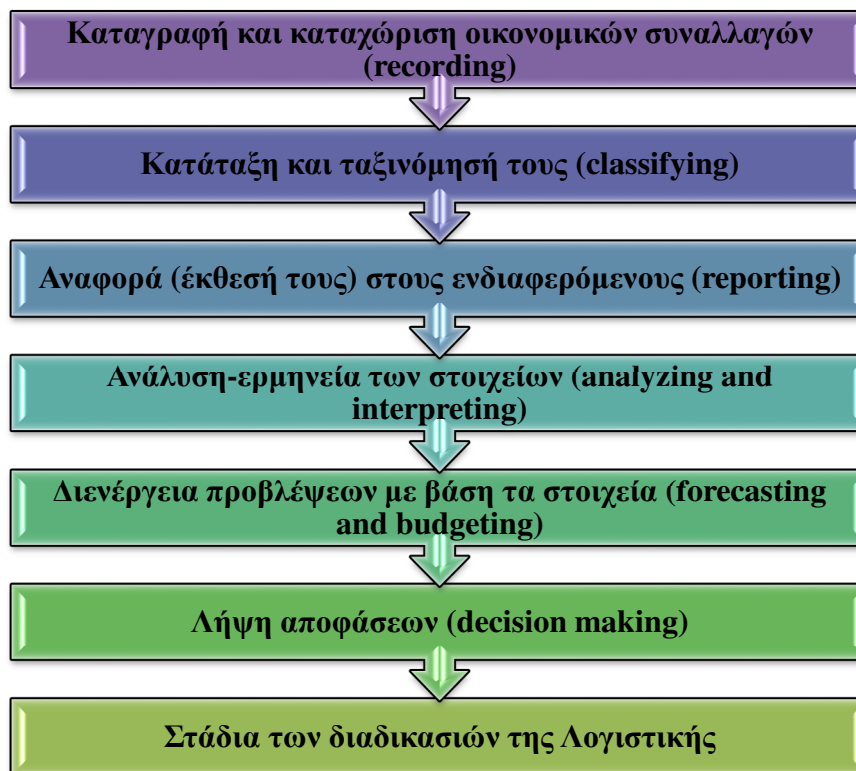 Καταγραφή και καταχώριση οικονομικών συναλλαγών
(recording)
Κατάταξη και ταξινόμησή τους (classifying)
Αναφορά (έκθεσή τους) στους ενδιαφερόμενους (reporting)
Ανάλυση-ερμηνεία των στοιχείων (analyzing and
interpreting)
Διενέργεια προβλέψεων με βάση τα στοιχεία (forecasting
and budgeting)
Λήψη αποφάσεων (decision making)
Στάδια των διαδικασιών της Λογιστικής